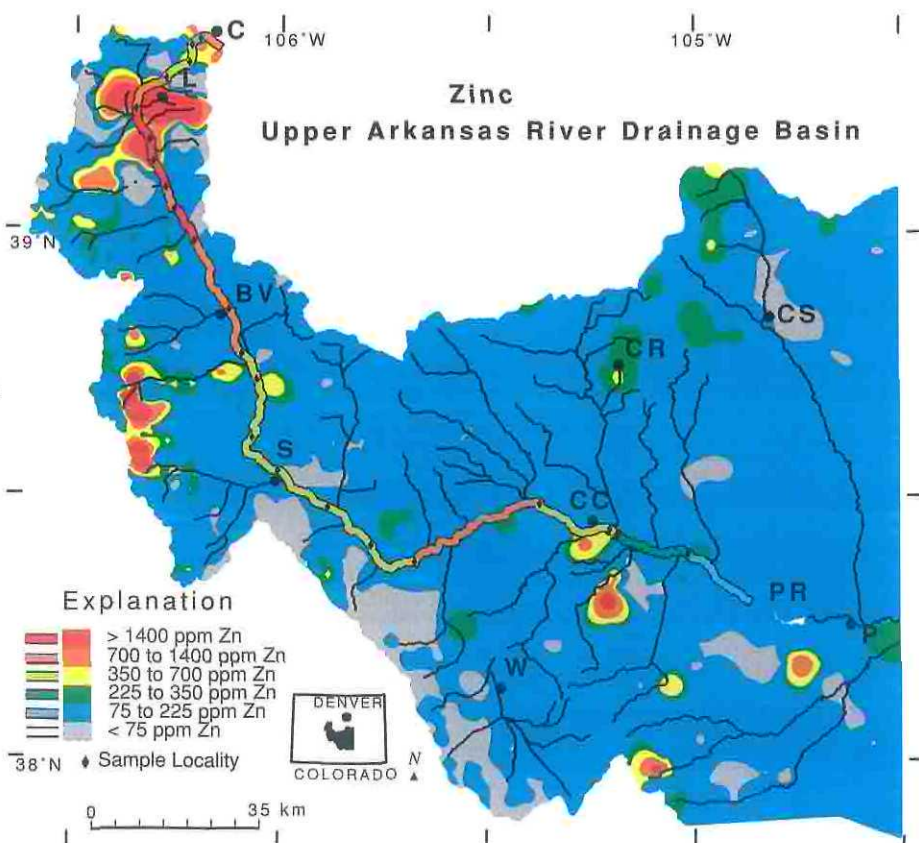 C
106°W
105°W
L
Zinc
Upper Arkansas River Drainage Basin
39°N
BV
CS
CR
S
CC
Explanation
PR
> 1400 ppm Zn
700 to 1400 ppm Zn
350 to 700 ppm Zn
225 to 350 ppm Zn
75 to 225 ppm Zn
< 75 ppm Zn
P
W
DENVER
Sample Locality
COLORADO
N
38°N
0 35 km